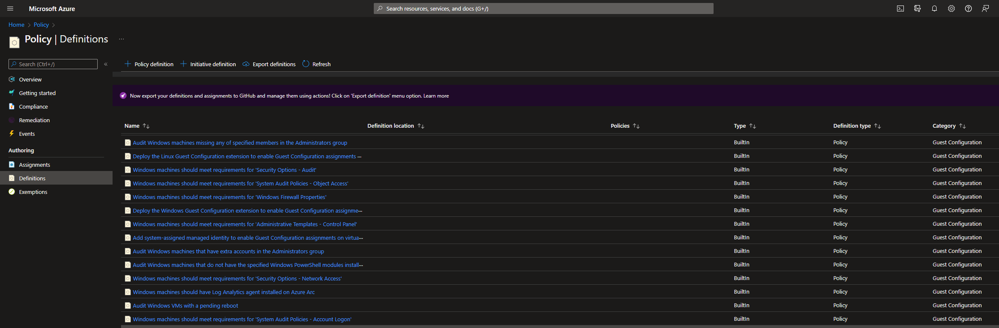 Microsoft Azure
Search resources, services, and docs (G+/)
Home > Policy >
Policy | Definitions ...
Search (Ctrl+/) «
Policy definition Initiative definition Export definitions Refresh
Overview
Getting started
Compliance
Remediation
Events
Authoring
Assignments
Definitions
Exemptions
Now export your definitions and assignments to GitHub and manage them using actions! Click on 'Export definition' menu option. Learn more
Name Definition location Policies Type Definition type Category
Audit Windows machines missing any of specified members in the Administrators group BuiltIn Policy Guest Configuration
Deploy the Linux Guest Configuration extension to enable Guest Configuration assignments ... BuiltIn Policy Guest Configuration
Windows machines should meet requirements for 'Security Options - Audit' BuiltIn Policy Guest Configuration
Windows machines should meet requirements for 'System Audit Policies - Object Access' BuiltIn Policy Guest Configuration
Windows machines should meet requirements for 'Windows Firewall Properties' BuiltIn Policy Guest Configuration
Deploy the Windows Guest Configuration extension to enable Guest Configuration assignme... BuiltIn Policy Guest Configuration
Windows machines should meet requirements for 'Administrative Templates - Control Panel' BuiltIn Policy Guest Configuration
Add system-assigned managed identity to enable Guest Configuration assignments on virtua... BuiltIn Policy Guest Configuration
Audit Windows machines that have extra accounts in the Administrators group BuiltIn Policy Guest Configuration
Audit Windows machines that do not have the specified Windows PowerShell modules install... BuiltIn Policy Guest Configuration
Windows machines should meet requirements for 'Security Options - Network Access' BuiltIn Policy Guest Configuration
Windows machines should have Log Analytics agent installed on Azure Arc BuiltIn Policy Guest Configuration
Audit Windows VMs with a pending reboot BuiltIn Policy Guest Configuration
Windows machines should meet requirements for 'System Audit Policies - Account Logon' BuiltIn Policy Guest Configuration